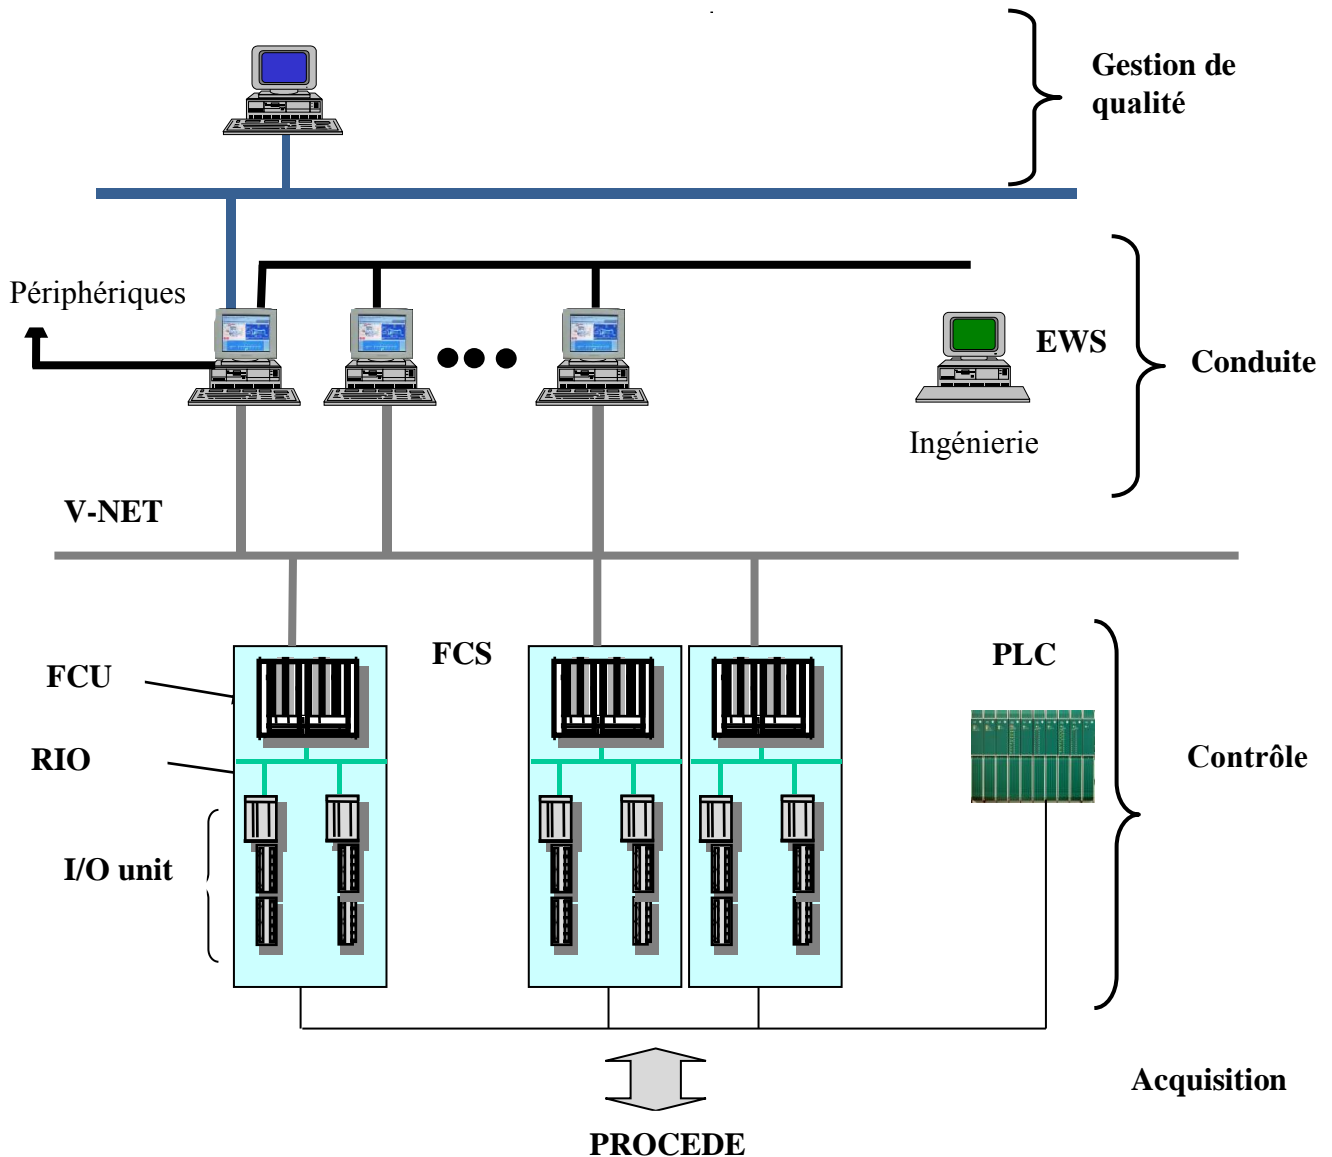 Gestion de
qualité
Périphériques
EWS
Conduite
Ingénierie
V-NET
FCS
PLC
FCU
RIO
Contrôle
I/O unit
Acquisition
PROCEDE